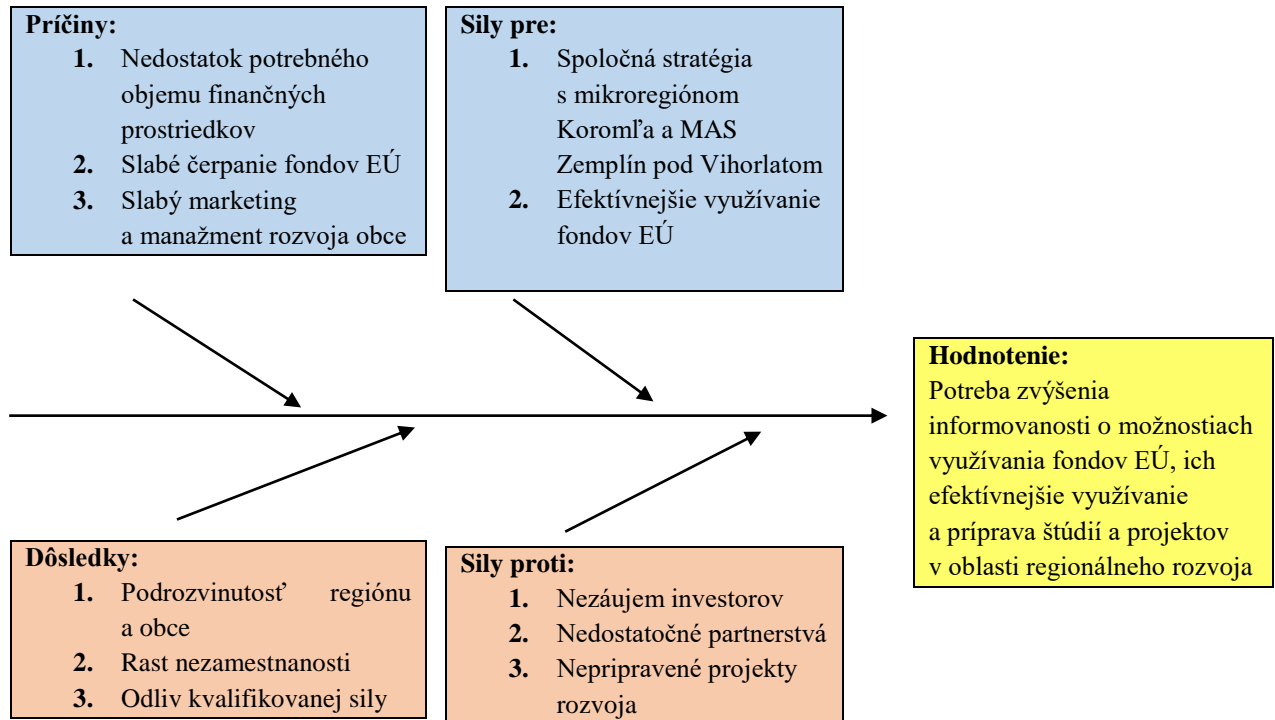 Príčiny:
1. Nedostatok potrebného
objemu finančných
prostriedkov
2. Slabé čerpanie fondov EÚ
3. Slabý marketing
a manažment rozvoja obce
Sily pre:
1. Spoločná stratégia
s mikroregiónom
Koromľa a MAS
Zemplín pod Vihorlatom
2. Efektívnejšie využívanie
fondov EÚ
Hodnotenie:
Potreba zvýšenia
informovanosti o možnostiach
využívania fondov EÚ, ich
efektívnejšie využívanie
a príprava štúdií a projektov
v oblasti regionálneho rozvoja
Dôsledky:
1. Podrozvinutosť regiónu
a obce
2. Rast nezamestnanosti
3. Odliv kvalifikovanej sily
Sily proti:
1. Nezáujem investorov
2. Nedostatočné partnerstvá
3. Nepripravené projekty
rozvoja